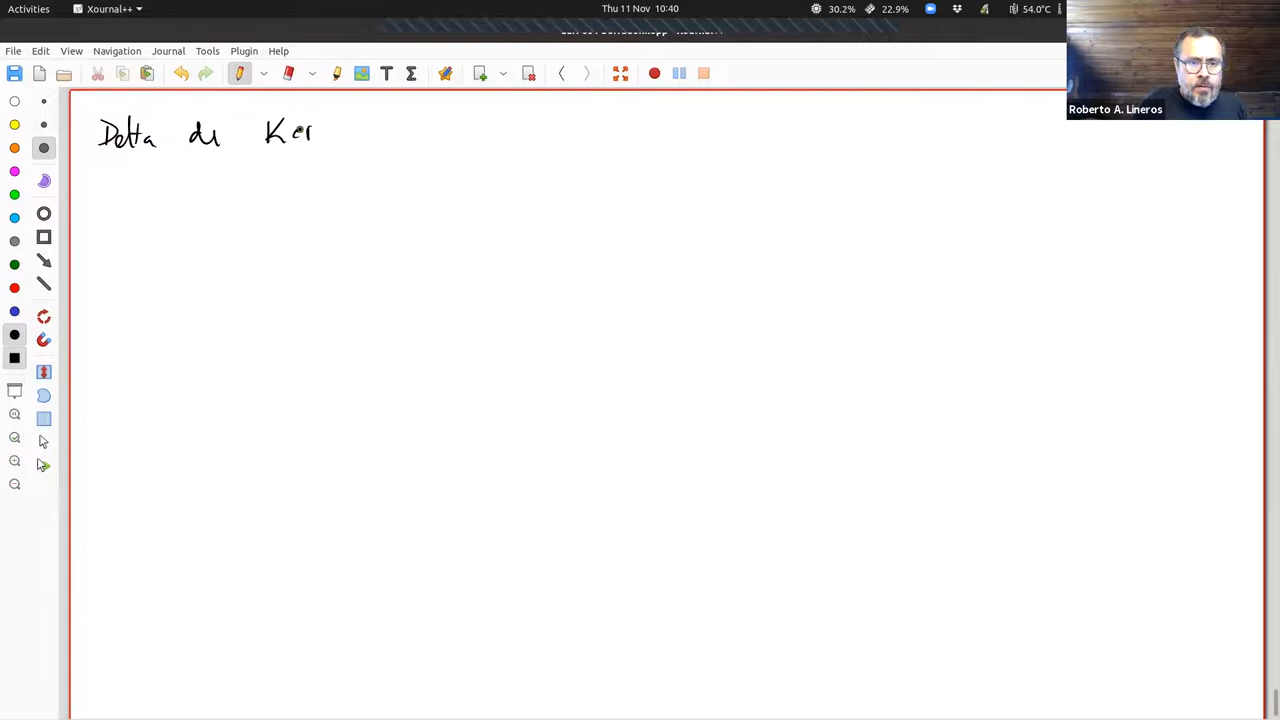 Activities
Xournal++
Thu 11 Nov 10:40
30.2%
22.9%
54.0°C
File Edit View Navigation Journal Tools Plugin Help
Roberto A. Lineros
Delta de Ker